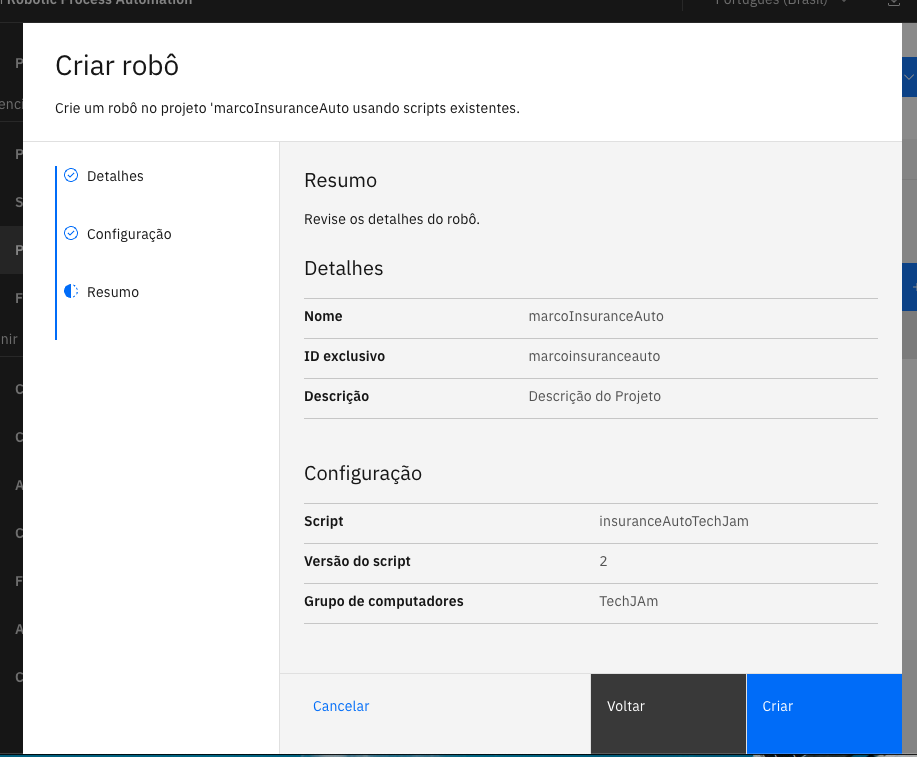 Robotic Process Automation
Português (Brasil)
Criar robô
Crie um robô no projeto 'marcoInsuranceAuto usando scripts existentes.
Detalhes
Configuração
Resumo
Resumo
Revise os detalhes do robô.
Detalhes
Nome marcoInsuranceAuto
ID exclusivo marcoinsuranceauto
Descrição Descrição do Projeto
Configuração
Script insuranceAutoTechJam
Versão do script 2
Grupo de computadores TechJAm
Cancelar
Voltar
Criar